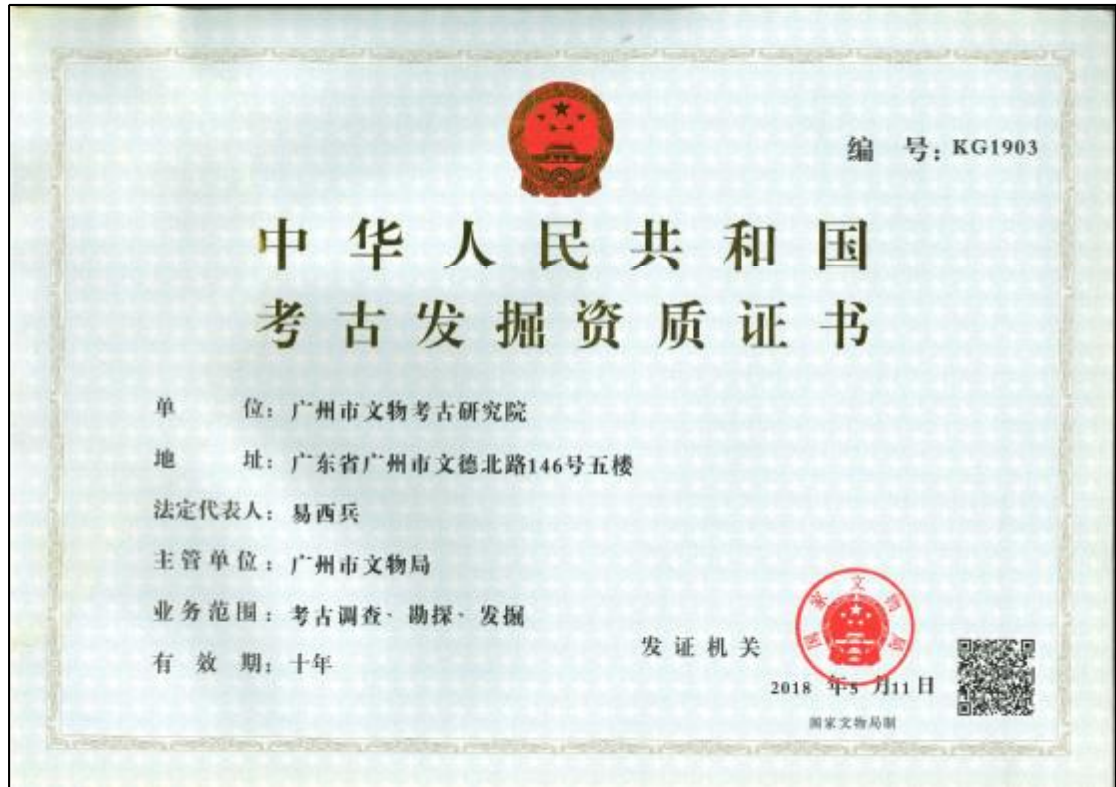 编 号：KG1903
中华人民共和国
考古发掘资质证书
单 位：广州市文物考古研究院
地 址：广东省广州市文德北路146号五楼
法定代表人：易西兵
主管单位：广州市文物局
业务范围：考古调查、勘探、发掘
有 效 期：十年
发证机关
国家文物局
2018 年5 月11日
国家文物局制